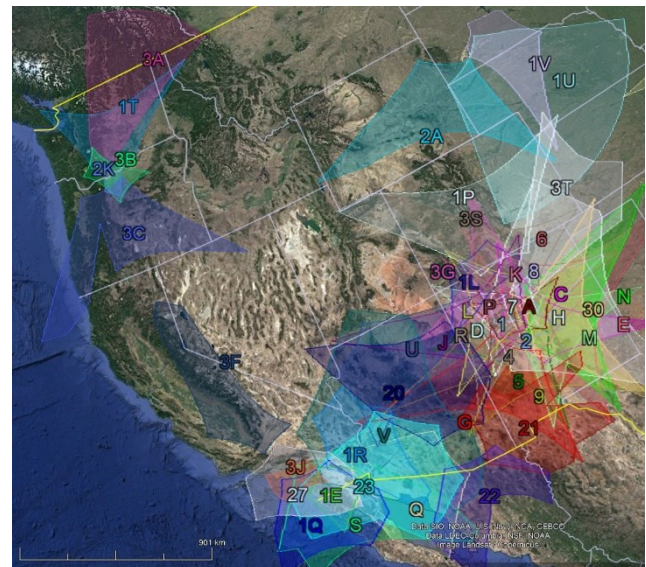 3A
1V
1U
1T
2A
3B
2K
3T
1P
3S
3C
6
3G
K
8
1L
C
N
L
P
7
A
H
30
1
E
R
D
M
J
2
U
4
3F
5
20
9
G
21
V
1R
3J
27
1E
23
22
Q
1Q
S
Data SIO, NOAA, U.S. Navy, NGA, GEBCO
Data LDEO-Columbia, NSF, NOAA
Image Landsat / Copernicus
901 km